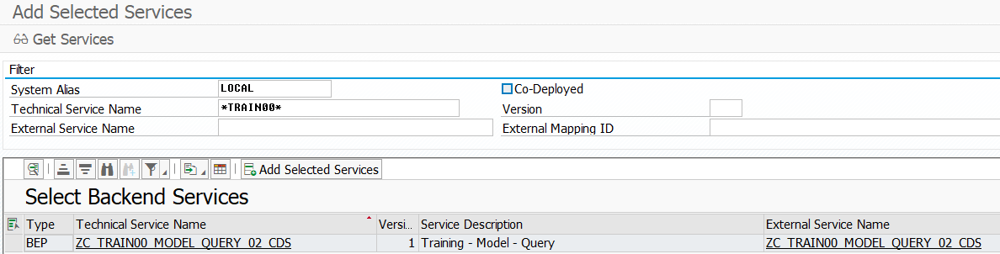 Add Selected Services
Get Services
Filter
System Alias LOCAL Co-Deployed
Technical Service Name *TRAIN00* Version
External Service Name External Mapping ID
Add Selected Services
Select Backend Services
Type Technical Service Name Versi... Service Description External Service Name
BEP ZC_TRAIN00_MODEL_QUERY_02_CDS 1 Training - Model - Query ZC_TRAIN00_MODEL_QUERY_02_CDS